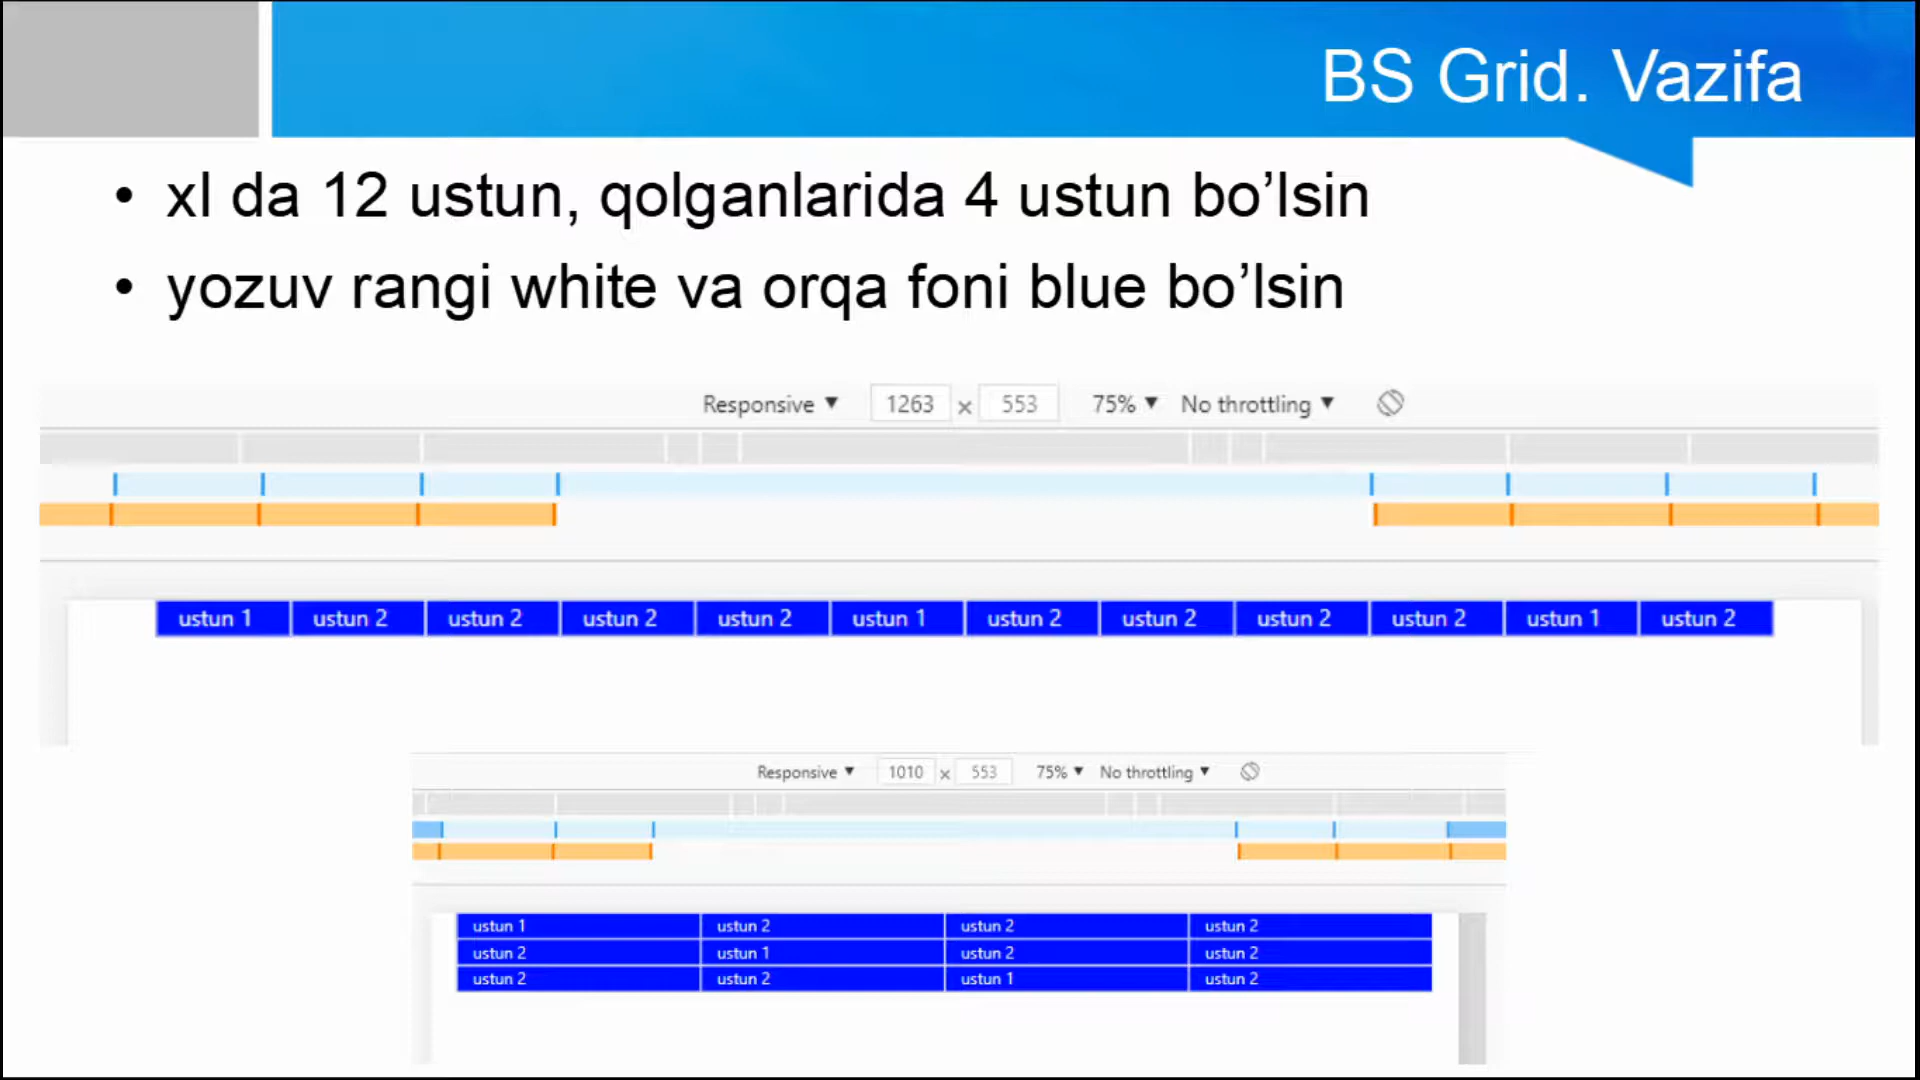 BS Grid. Vazifa
• xl da 12 ustun, qolganlarida 4 ustun bo’lsin
• yozuv rangi white va orqa foni blue bo’lsin
Responsive ▼ 1263 x 553 75% ▼ No throttling ▼
ustun 1 ustun 2 ustun 2 ustun 2 ustun 2 ustun 1 ustun 2 ustun 2 ustun 2 ustun 2 ustun 1 ustun 2
Responsive ▼ 1010 x 553 75% ▼ No throttling ▼
ustun 1 ustun 2 ustun 2 ustun 2
ustun 2 ustun 1 ustun 2 ustun 2
ustun 2 ustun 2 ustun 1 ustun 2